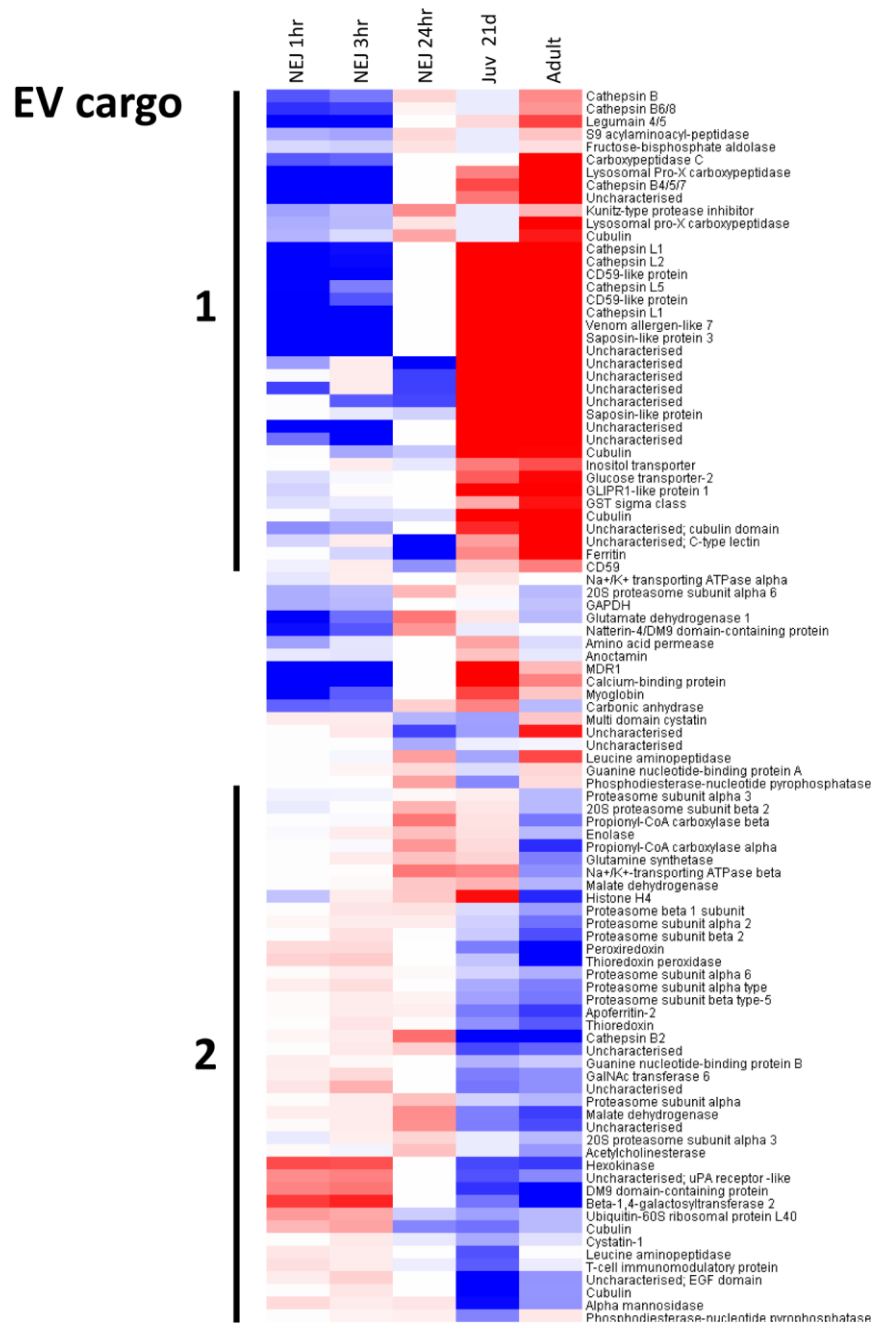 NEJ 1hr
NEJ 3hr
NEJ 24hr
Juv 21d
Adult
EV cargo
1
2
Cathepsin B
Cathepsin B6/8
Legumain 4/5
S9 acylaminoacyl-peptidase
Fructose-bisphosphate aldolase
Carboxypeptidase C
Lysosomal Pro-X carboxypeptidase
Cathepsin B4/5/7
Uncharacterised
Kunitz-type protease inhibitor
Lysosomal pro-X carboxypeptidase
Cubulin
Cathepsin L1
Cathepsin L2
CD59-like protein
Cathepsin L5
CD59-like protein
Cathepsin L1
Venom allergen-like 7
Saposin-like protein 3
Uncharacterised
Uncharacterised
Uncharacterised
Uncharacterised
Uncharacterised
Saposin-like protein
Uncharacterised
Uncharacterised
Cubulin
Inositol transporter
Glucose transporter-2
GLIPR1-like protein 1
GST sigma class
Cubulin
Uncharacterised; cubulin domain
Uncharacterised; C-type lectin
Ferritin
CD59
Na+/K+ transporting ATPase alpha
20S proteasome subunit alpha 6
GAPDH
Glutamate dehydrogenase 1
Natterin-4/DM9 domain-containing protein
Amino acid permease
Anoctamin
MDR1
Calcium-binding protein
Myoglobin
Carbonic anhydrase
Multi domain cystatin
Uncharacterised
Uncharacterised
Leucine aminopeptidase
Guanine nucleotide-binding protein A
Phosphodiesterase-nucleotide pyrophosphatase
Proteasome subunit alpha 3
20S proteasome subunit beta 2
Propionyl-CoA carboxylase beta
Enolase
Propionyl-CoA carboxylase alpha
Glutamine synthetase
Na+/K+-transporting ATPase beta
Malate dehydrogenase
Histone H4
Proteasome beta 1 subunit
Proteasome subunit alpha 2
Proteasome subunit beta 2
Peroxiredoxin
Thioredoxin peroxidase
Proteasome subunit alpha 6
Proteasome subunit alpha type
Proteasome subunit beta type-5
Apoferritin-2
Thioredoxin
Cathepsin B2
Uncharacterised
Guanine nucleotide-binding protein B
GalNAc transferase 6
Uncharacterised
Proteasome subunit alpha
Malate dehydrogenase
Uncharacterised
20S proteasome subunit alpha 3
Acetylcholinesterase
Hexokinase
Uncharacterised; uPA receptor -like
DM9 domain-containing protein
Beta-1,4-galactosyltransferase 2
Ubiquitin-60S ribosomal protein L40
Cubulin
Cystatin-1
Leucine aminopeptidase
T-cell immunomodulatory protein
Uncharacterised; EGF domain
Cubulin
Alpha mannosidase
Phosphodiesterase-nucleotide pyrophosphatase